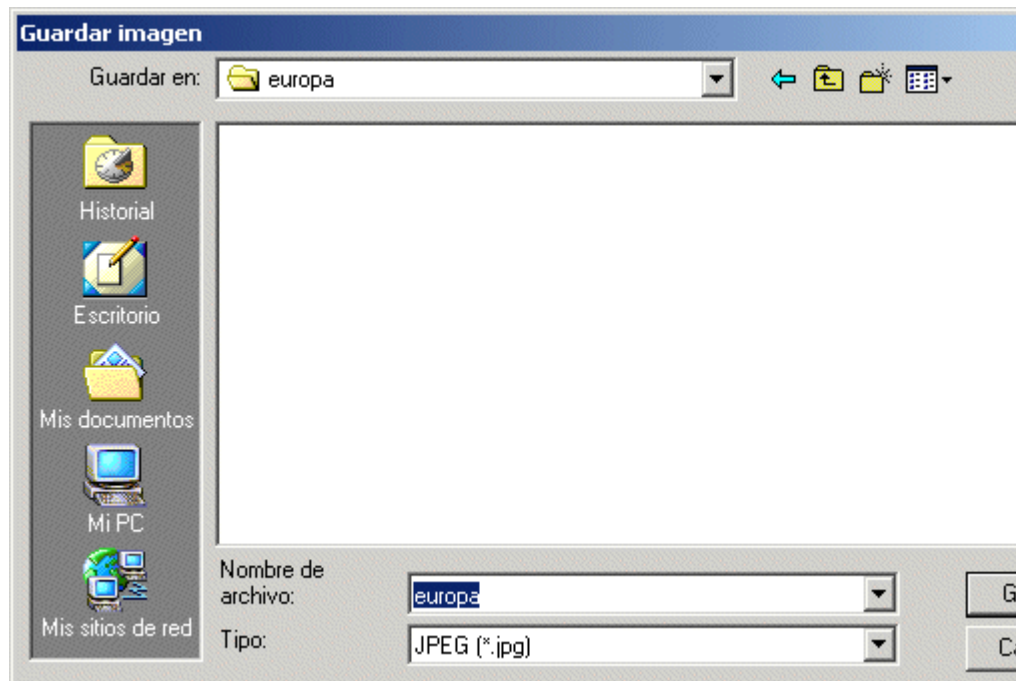 Guardar imagen
Guardar en: europa
Historial
Escritorio
Mis documentos
Mi PC
Mis sitios de red
Nombre de
archivo: europa
Tipo: JPEG (*.jpg)